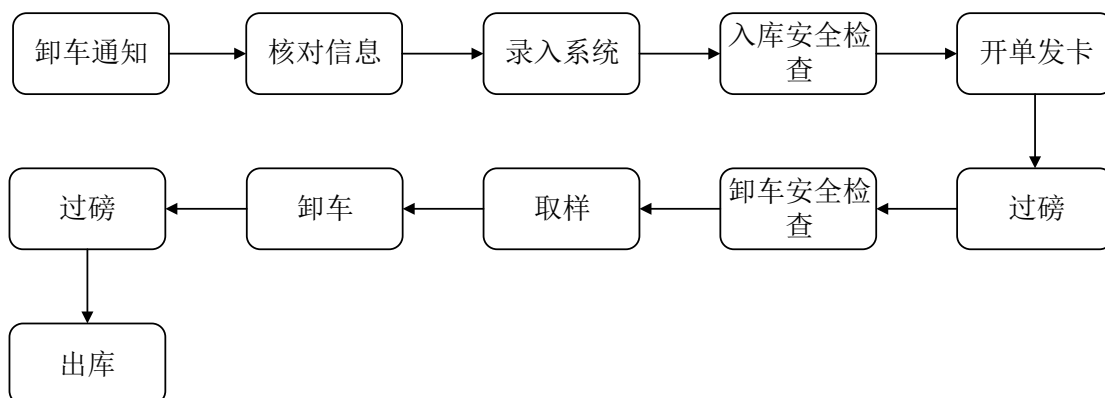 卸车通知
核对信息
录入系统
入库安全检
查
开单发卡
过磅
卸车安全检
查
取样
卸车
过磅
出库